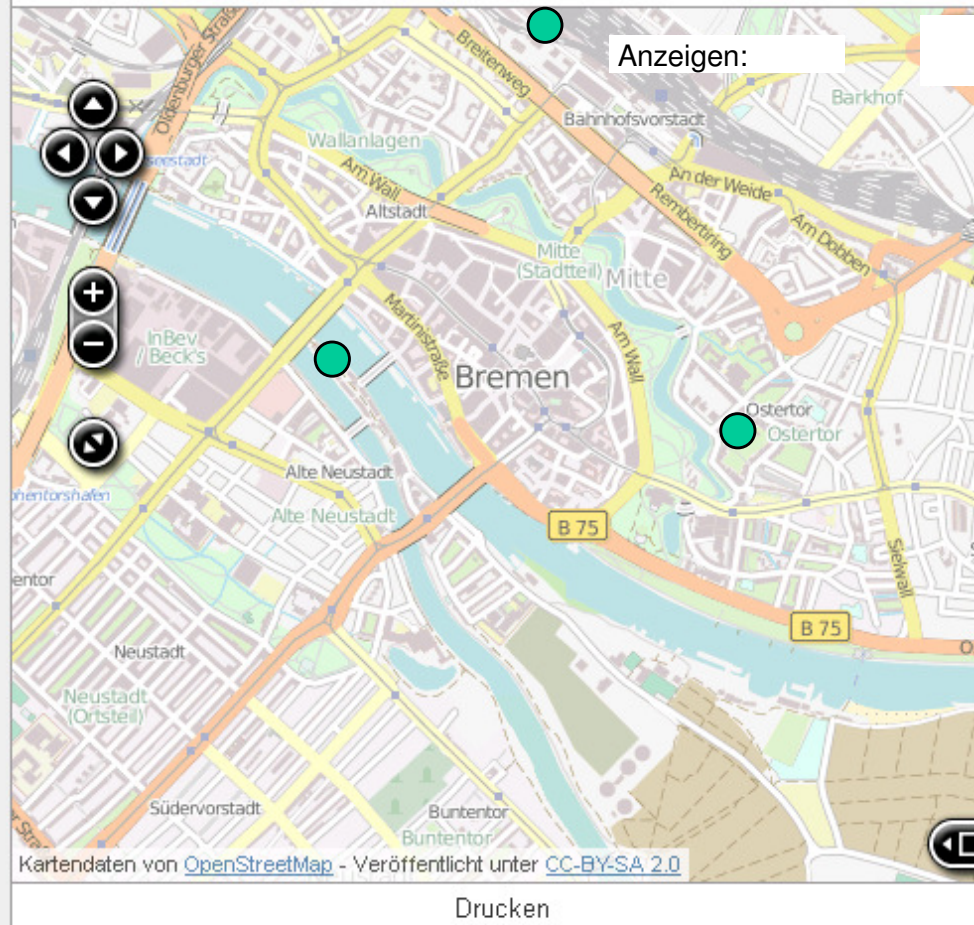 Anzeigen:
Oldenburger Straße
Breitenweg
Barkhof
Bahnhofsvorstadt
Wallanlagen
Am Wall
An der Weide
Altstadt
Rembertiring
Am Dobben
Mitte
(Stadtteil)
Mitte
InBev
/ Beck's
Martinistraße
Am Wall
Bremen
Ostertor
Ostertor
Alte Neustadt
Alte Neustadt
B 75
Sielwall
B 75
Neustadt
Neustadt
(Ortsteil)
Südervorstadt
Buntentor
Buntentor
Kartendaten von OpenStreetMap - Veröffentlicht unter CC-BY-SA 2.0
Drucken